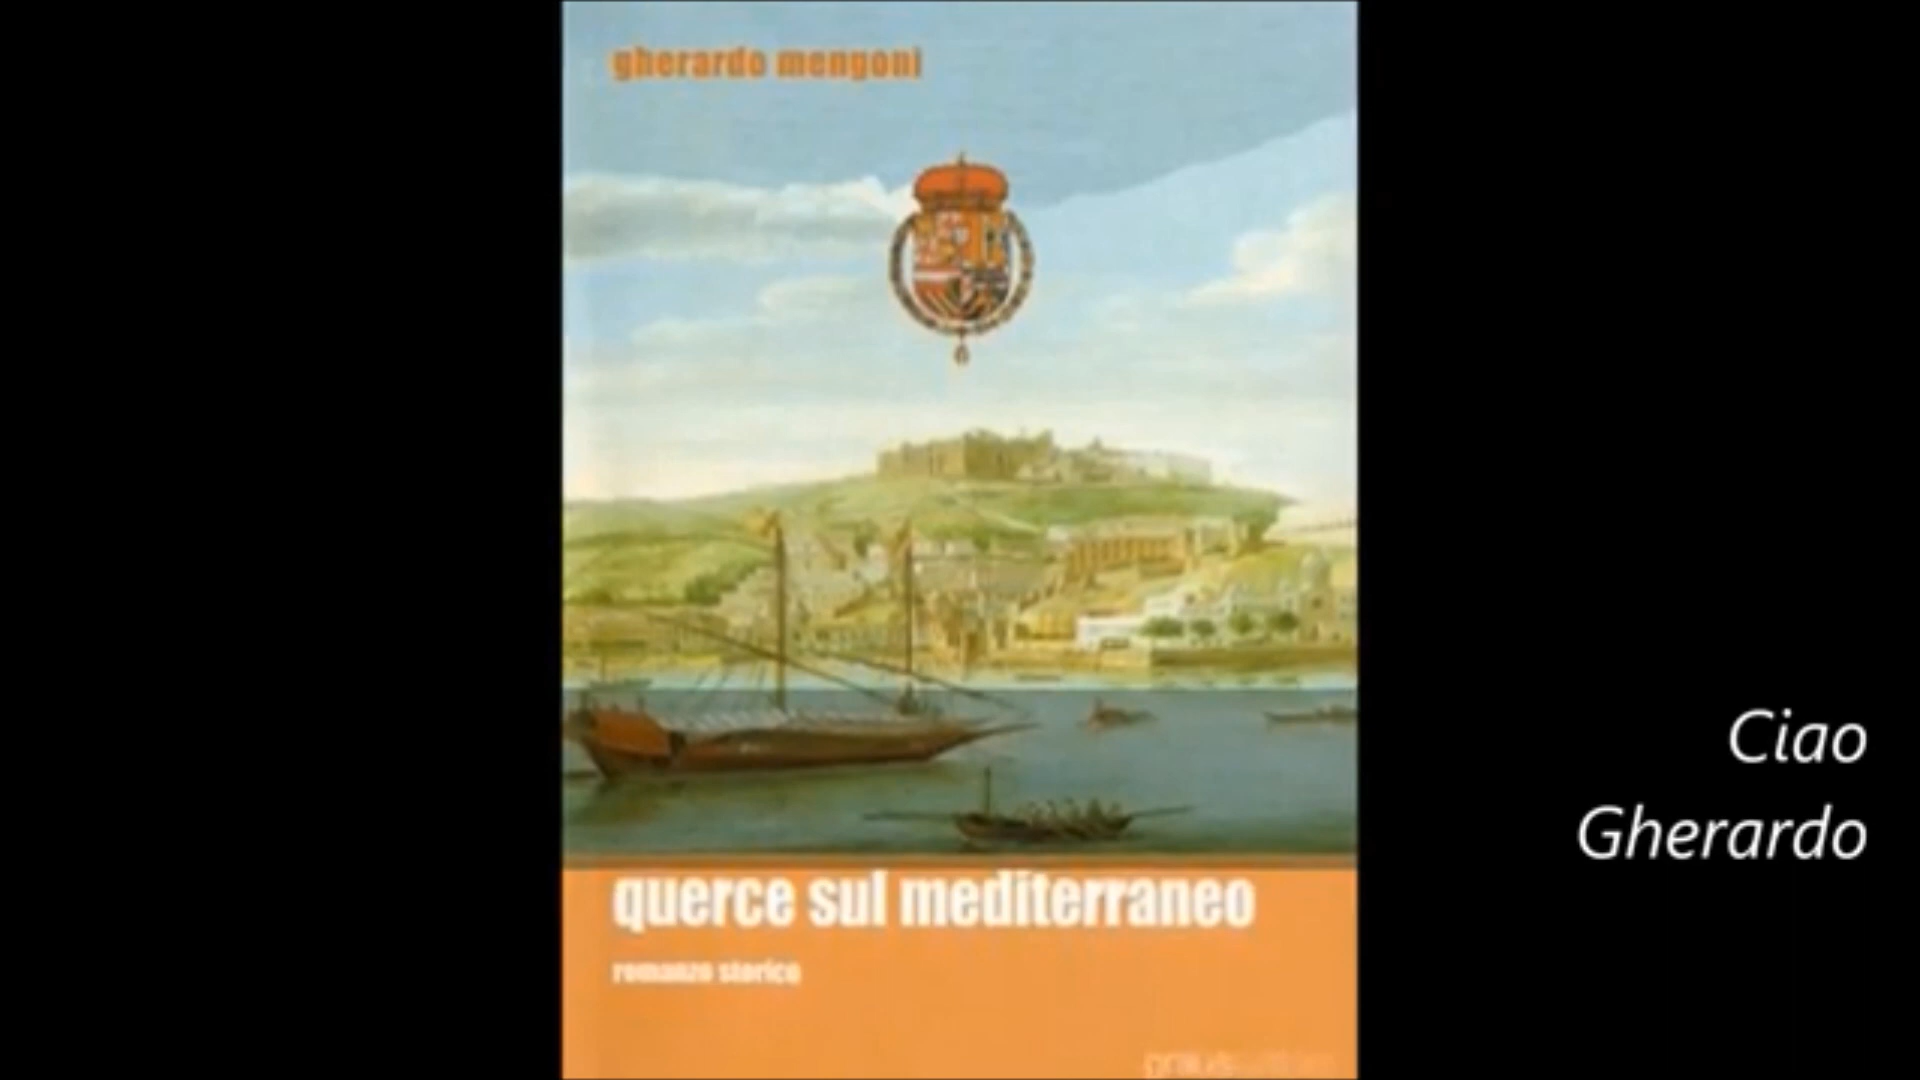 gherardo mengoni
querce sul mediterraneo
romanzo storico
Ciao
Gherardo